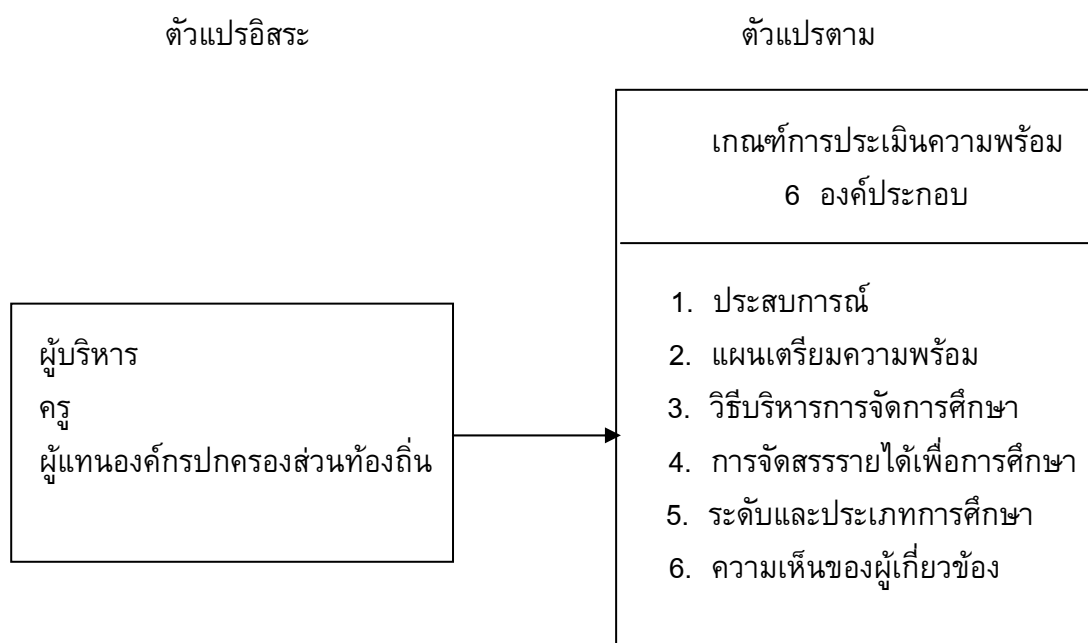 ตัวแปรอิสระ
ตัวแปรตาม
เกณฑ์การประเมินความพร้อม
6 องค์ประกอบ
ผู้บริหาร
ครู
ผู้แทนองค์กรปกครองส่วนท้องถิ่น
1. ประสบการณ์
2. แผนเตรียมความพร้อม
3. วิธีบริหารการจัดการศึกษา
4. การจัดสรรรายได้เพื่อการศึกษา
5. ระดับและประเภทการศึกษา
6. ความเห็นของผู้เกี่ยวข้อง